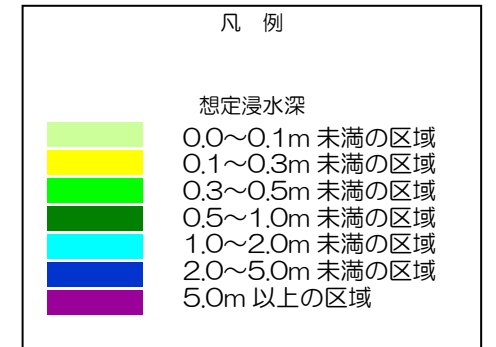 凡 例
想定浸水深
0.0～0.1m 未満の区域
0.1～0.3m 未満の区域
0.3～0.5m 未満の区域
0.5～1.0m 未満の区域
1.0～2.0m 未満の区域
2.0～5.0m 未満の区域
5.0m 以上の区域